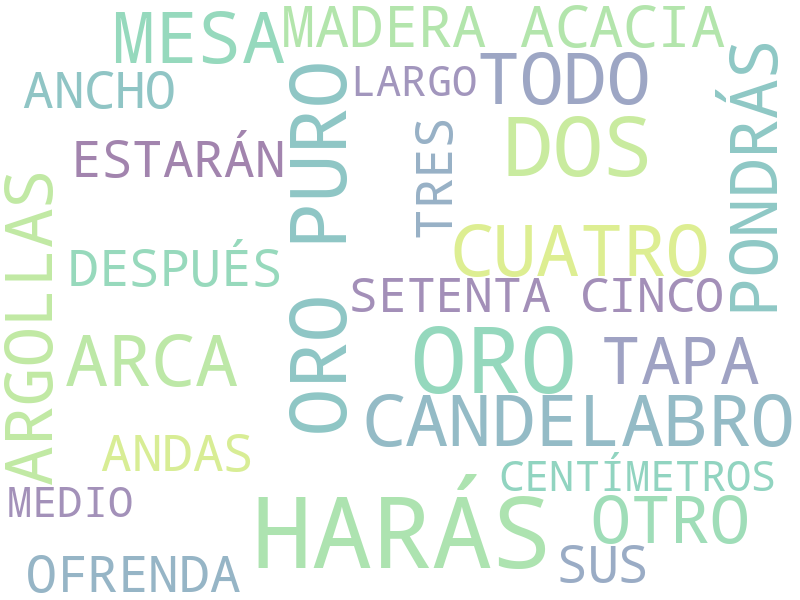 MESA
MADERA ACACIA
ANCHO
LARGO
TODO
ESTARÁN
ORO PURO
TRES
DOS
PONDRÁS
ARGOLLAS
DESPUÉS
CUATRO
SETENTA CINCO
ARCA
ORO
TAPA
CANDELABRO
ANDAS
CENTÍMETROS
MEDIO
HARÁS
OTRO
OFRENDA
SUS